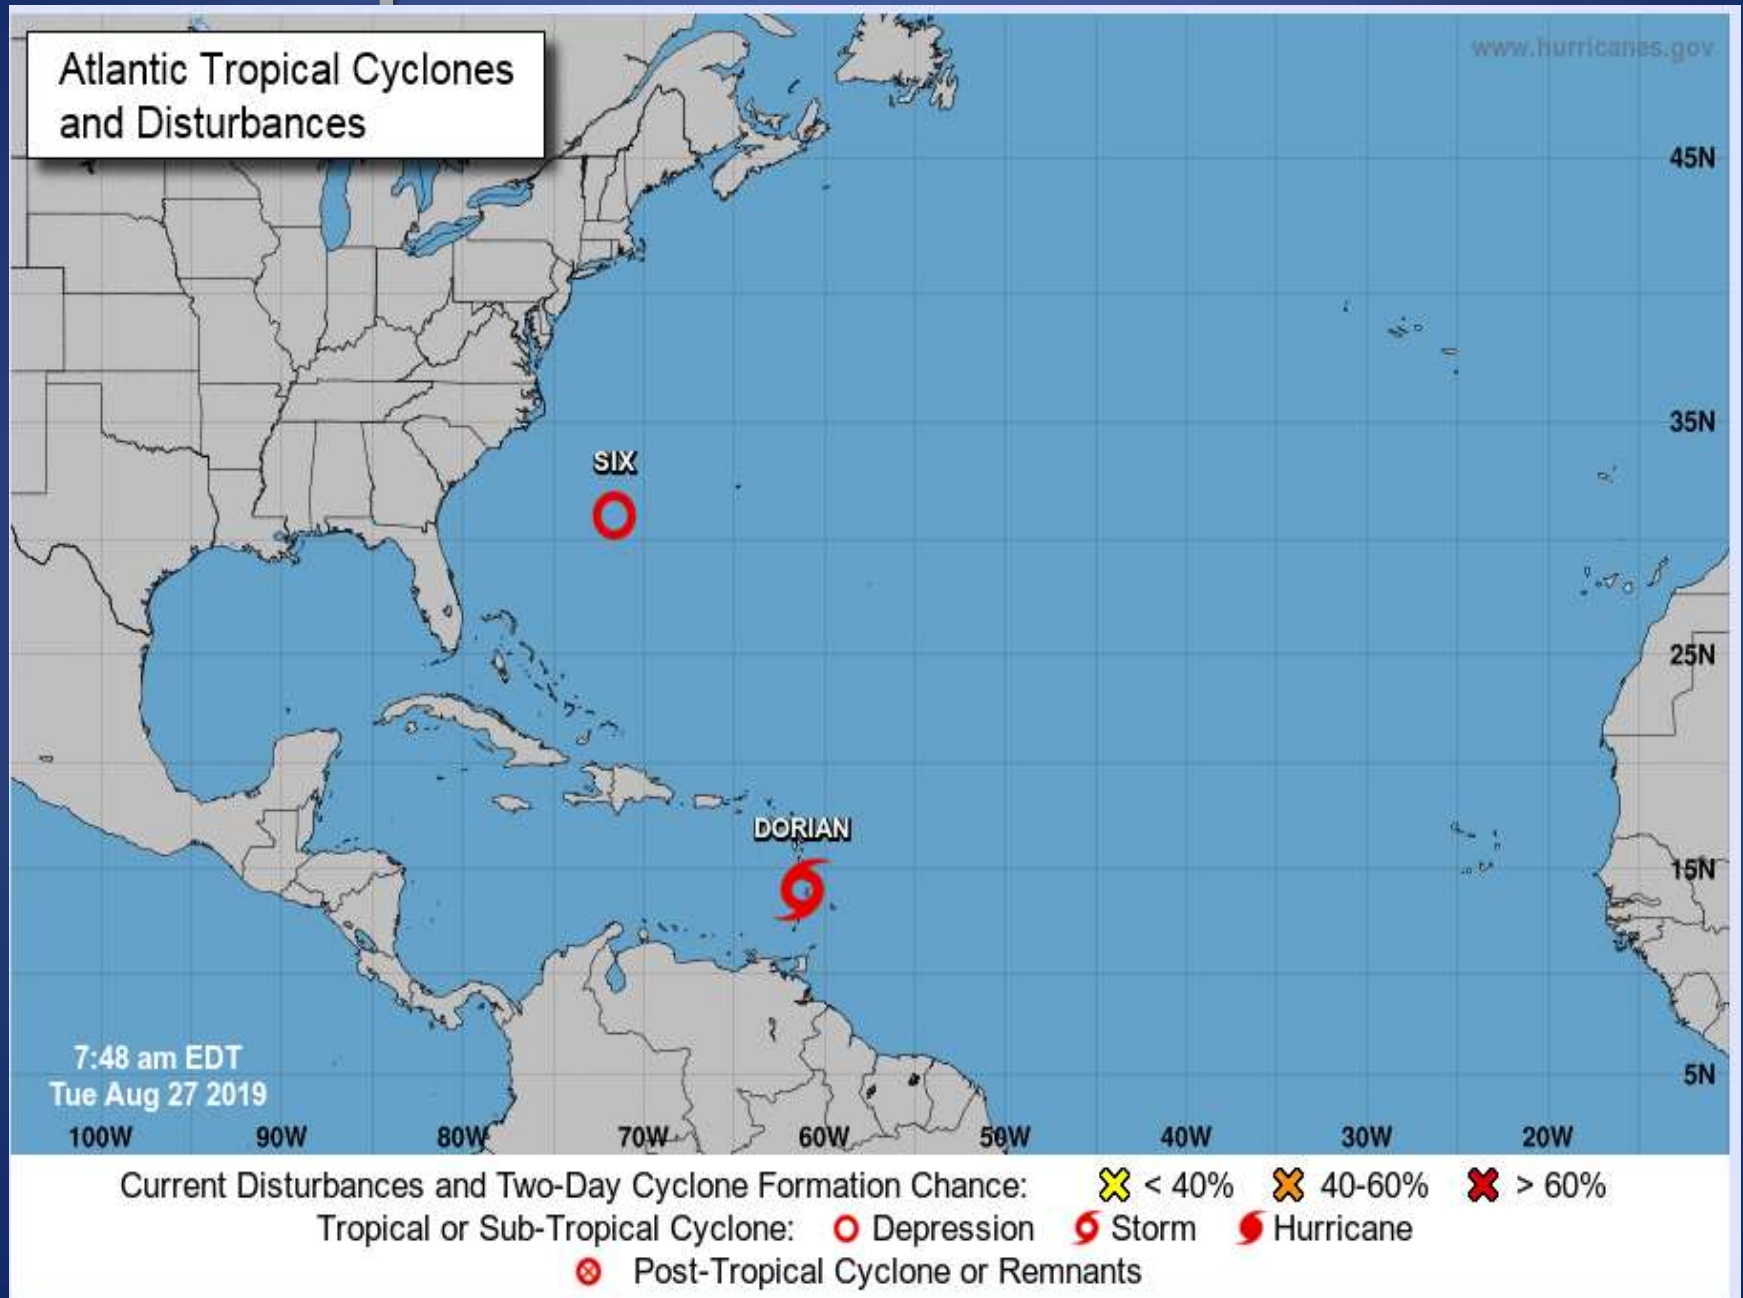 Atlantic Tropical Cyclones
and Disturbances
www.hurricanes.gov
45N
35N
SIX
25N
DORIAN
15N
7:48 am EDT
Tue Aug 27 2019
5N
100W 90W 80W 70W 60W 50W 40W 30W 20W
Current Disturbances and Two-Day Cyclone Formation Chance: < 40% 40-60% > 60%
Tropical or Sub-Tropical Cyclone: Depression Storm Hurricane
Post-Tropical Cyclone or Remnants